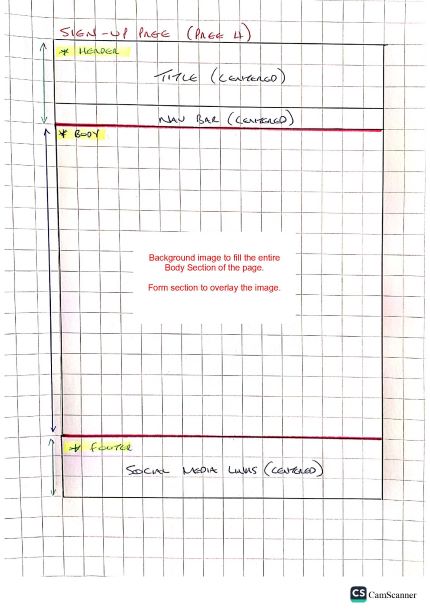 SIGN-UP PAGE (PAGE 4)
* HEADER
TITLE (CENTERED)
NAV BAR (CENTERED)
* BODY
Background image to fill the entire
Body Section of the page.
Form section to overlay the image.
* FOOTER
SOCIAL MEDIA LINKS (CENTERED)
CS CamScanner